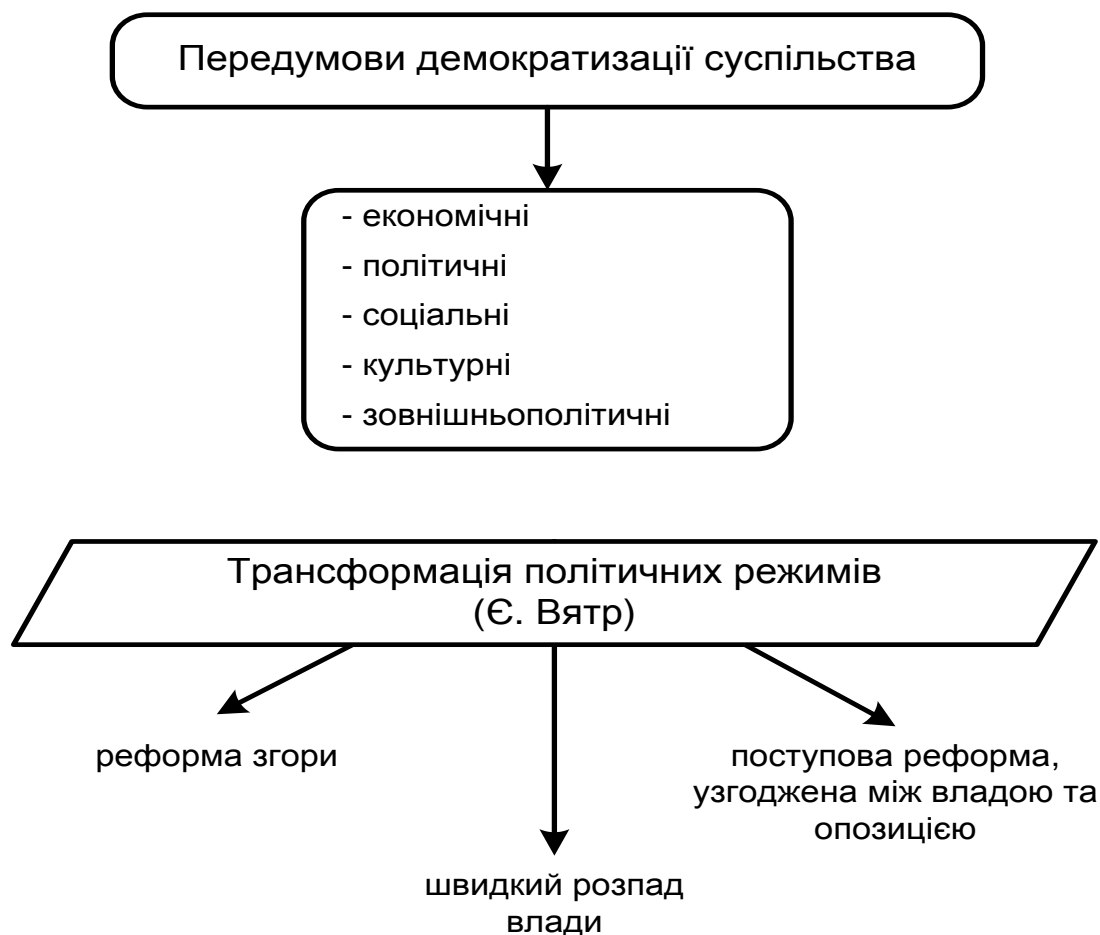 Передумови демократизації суспільства
- економічні
- політичні
- соціальні
- культурні
- зовнішньополітичні
Трансформація політичних режимів
(Є. Вятр)
реформа згори
поступова реформа,
узгоджена між владою та
опозицією
швидкий розпад
влади